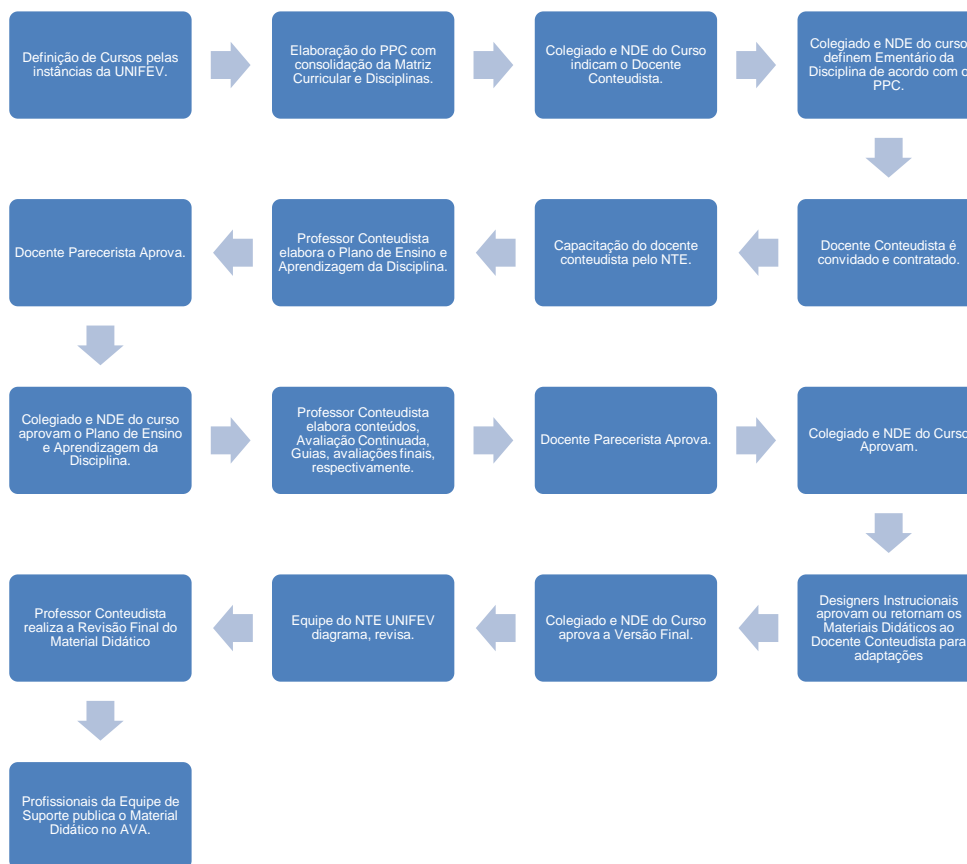 Definição de Cursos pelas
instâncias da UNIFEV.
Elaboração do PPC com
consolidação da Matriz
Curricular e Disciplinas.
Colegiado e NDE do Curso
indicam o Docente
Conteudista.
Colegiado e NDE do curso
definem Ementário da
Disciplina de acordo com o
PPC.
Docente Conteudista é
convidado e contratado.
Capacitação do docente
conteudista pelo NTE.
Professor Conteudista
elabora o Plano de Ensino e
Aprendizagem da Disciplina.
Docente Parecerista Aprova.
Colegiado e NDE do curso
aprovam o Plano de Ensino
e Aprendizagem da
Disciplina.
Professor Conteudista
elabora conteúdos,
Avaliação Continuada,
Guias, avaliações finais,
respectivamente.
Docente Parecerista Aprova.
Colegiado e NDE do Curso
Aprovam.
Designers Instrucionais
aprovam ou retornam os
Materiais Didáticos ao
Docente Conteudista para
adaptações
Colegiado e NDE do Curso
aprova a Versão Final.
Equipe do NTE UNIFEV
diagrama, revisa.
Professor Conteudista
realiza a Revisão Final do
Material Didático
Profissionais da Equipe de
Suporte publica o Material
Didático no AVA.